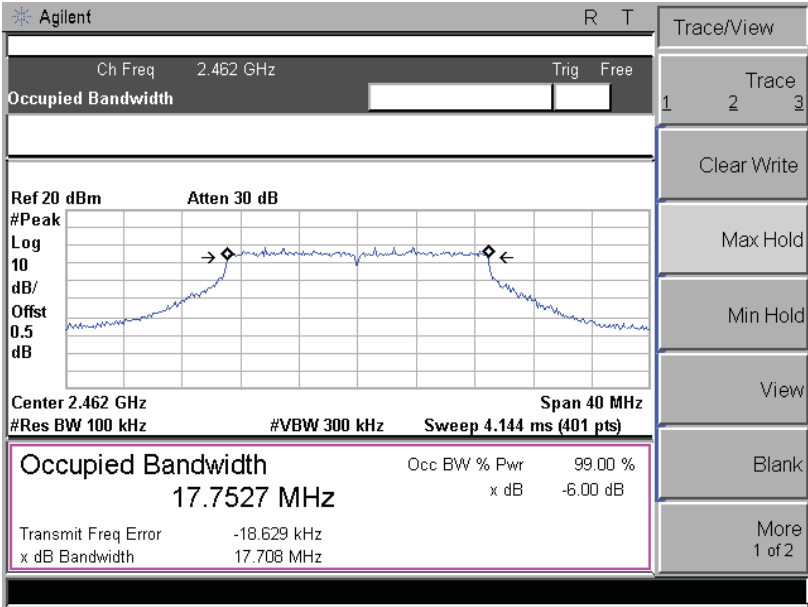 Agilent R T
Ch Freq 2.462 GHz Trig Free
Occupied Bandwidth
Ref 20 dBm Atten 30 dB
#Peak
Log
10
dB/
Offst
0.5
dB
Center 2.462 GHz Span 40 MHz
#Res BW 100 kHz #VBW 300 kHz Sweep 4.144 ms (401 pts)
Occupied Bandwidth Occ BW % Pwr 99.00 %
17.7527 MHz x dB -6.00 dB
Transmit Freq Error -18.629 kHz
x dB Bandwidth 17.708 MHz
Trace/View
Trace
1 2 3
Clear Write
Max Hold
Min Hold
View
Blank
More
1 of 2